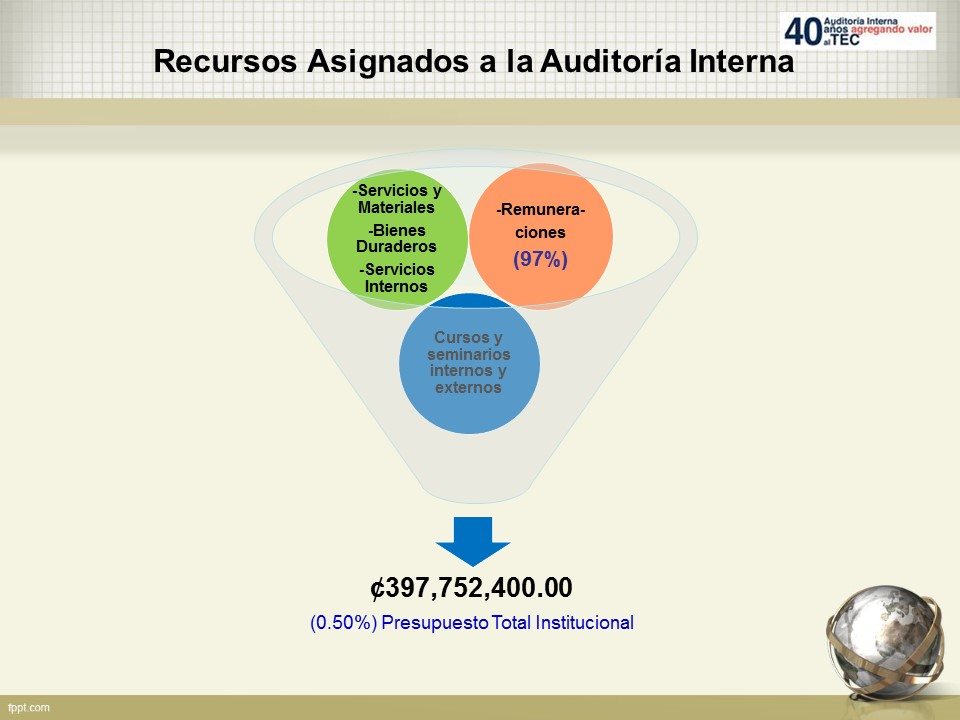 40 Auditoría Interna
años agregando valor
al TEC
Recursos Asignados a la Auditoría Interna
-Servicios y
Materiales
-Bienes
Duraderos
-Servicios
Internos
-Remunera-
ciones
(97%)
Cursos y
seminarios
internos y
externos
¢397,752,400.00
(0.50%) Presupuesto Total Institucional
fppt.com